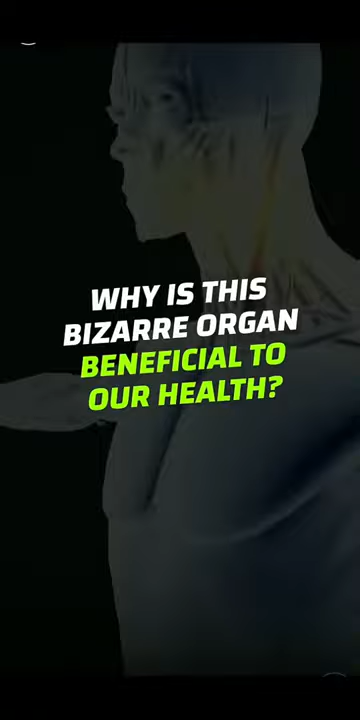 WHY IS THIS
BIZARRE ORGAN
BENEFICIAL TO
OUR HEALTH?